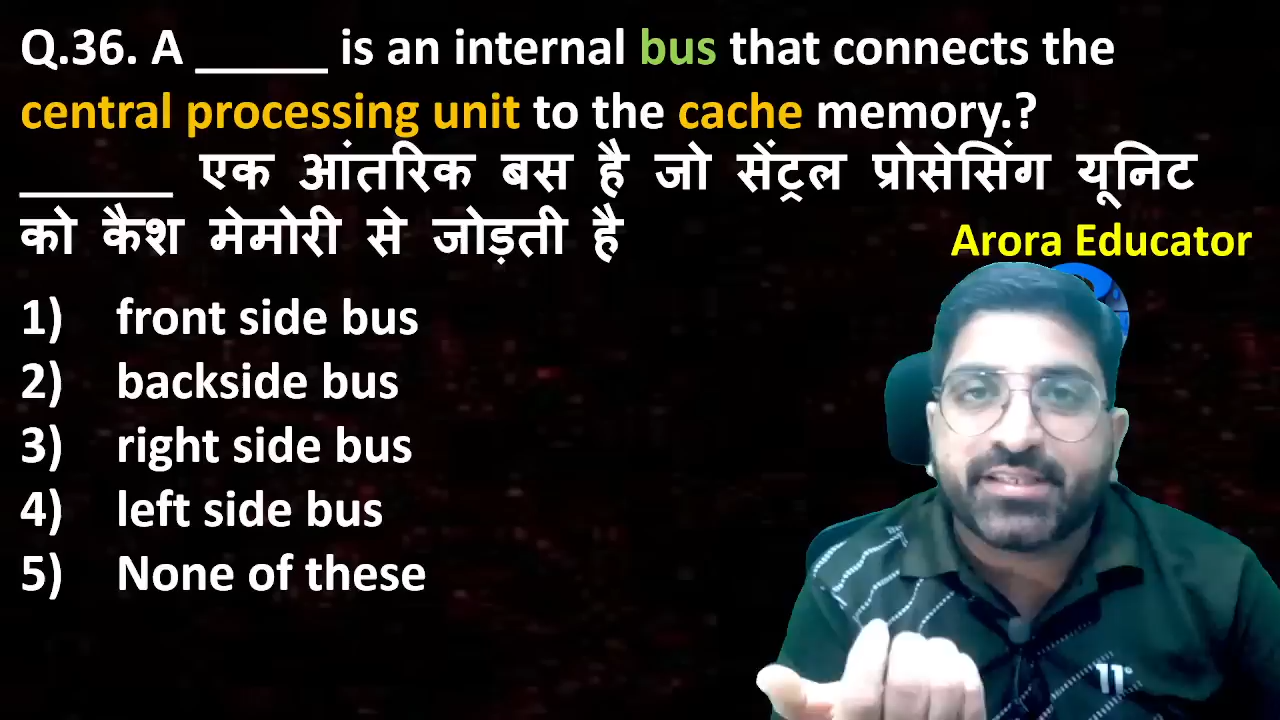 Q.36. A _____ is an internal bus that connects the
central processing unit to the cache memory.?
______ एक आंतरिक बस है जो सेंट्रल प्रोसेसिंग यूनिट
को कैश मेमोरी से जोड़ती है
Arora Educator
1) front side bus
2) backside bus
3) right side bus
4) left side bus
5) None of these
11°